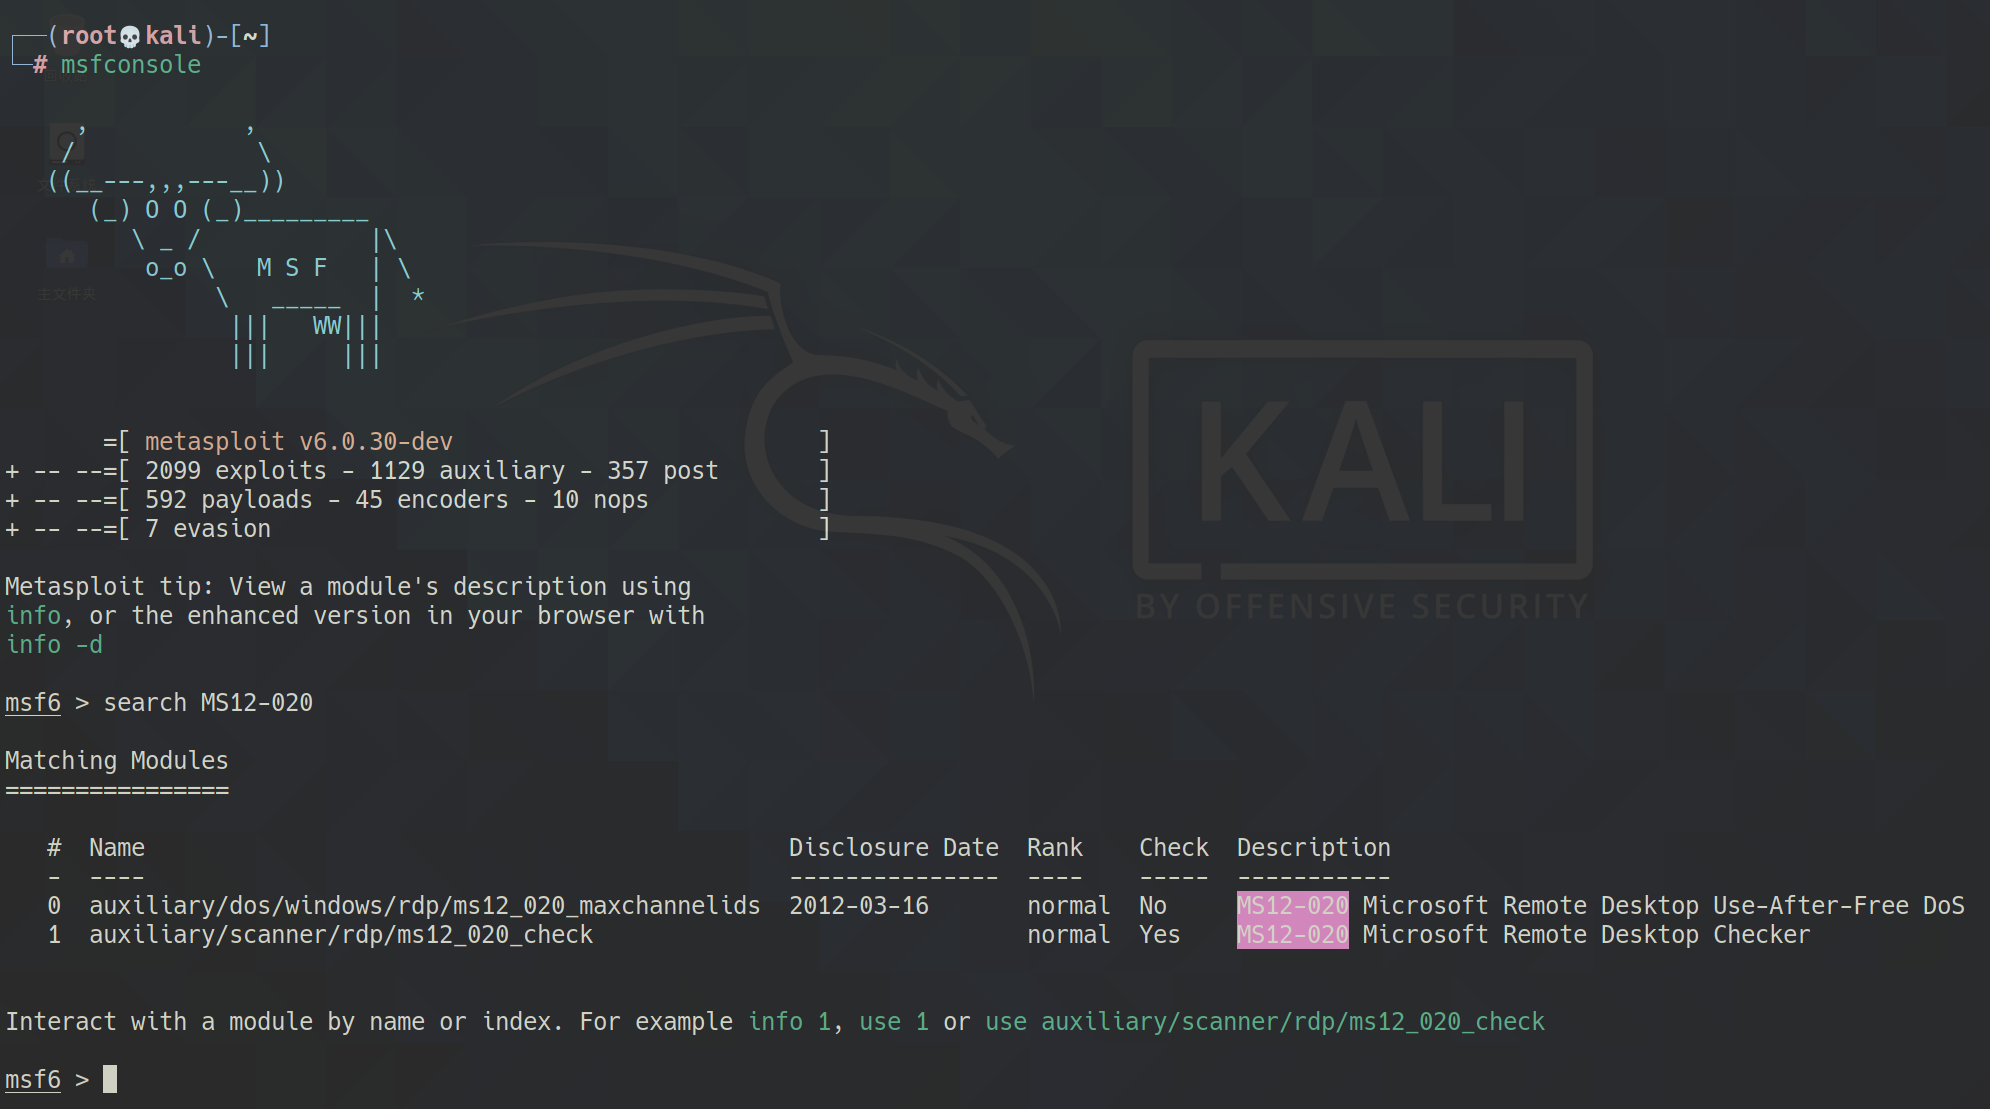 ┌──(root💀kali)-[~]
└─# msfconsole
 ,           ,
/             \
((__---,,,---__))
(_) O O (_)_________
\ _ / |\
o_o \ M S F | \
\ _____ | *
||| WW|||
||| |||
=[ metasploit v6.0.30-dev ]
+ -- --=[ 2099 exploits - 1129 auxiliary - 357 post ]
+ -- --=[ 592 payloads - 45 encoders - 10 nops ]
+ -- --=[ 7 evasion ]
Metasploit tip: View a module's description using
info, or the enhanced version in your browser with
info -d
msf6 > search MS12-020
Matching Modules
================
# Name Disclosure Date Rank Check Description
- ---- --------------- ---- ----- -----------
0 auxiliary/dos/windows/rdp/ms12_020_maxchannelids 2012-03-16 normal No MS12-020 Microsoft Remote Desktop Use-After-Free DoS
1 auxiliary/scanner/rdp/ms12_020_check normal Yes MS12-020 Microsoft Remote Desktop Checker
Interact with a module by name or index. For example info 1, use 1 or use auxiliary/scanner/rdp/ms12_020_check
msf6 >
主文件夹
KALI
BY OFFENSIVE SECURITY